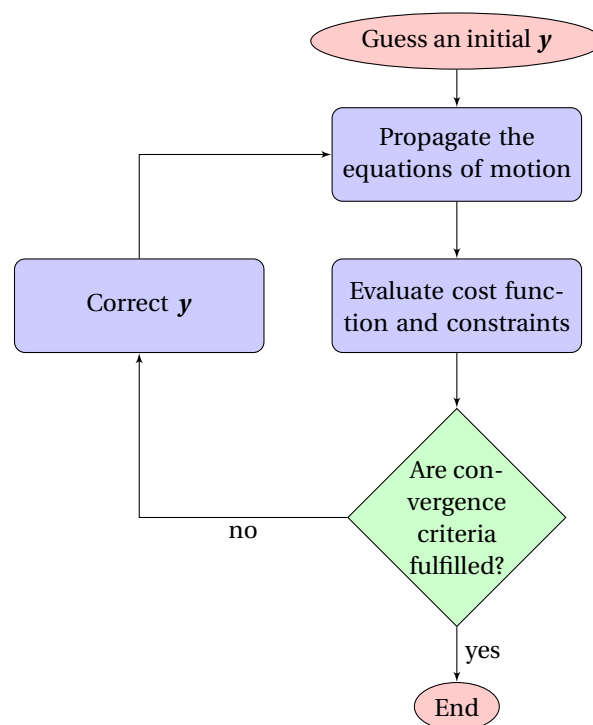 Guess an initial y
Propagate the
equations of motion
Correct y
Evaluate cost func-
tion and constraints
Are con-
vergence
criteria
fulfilled?
no
yes
End